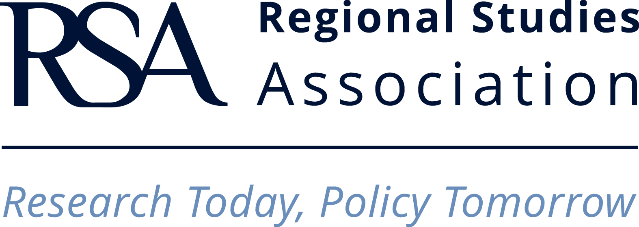 RSA
Regional Studies
Association
Research Today, Policy Tomorrow